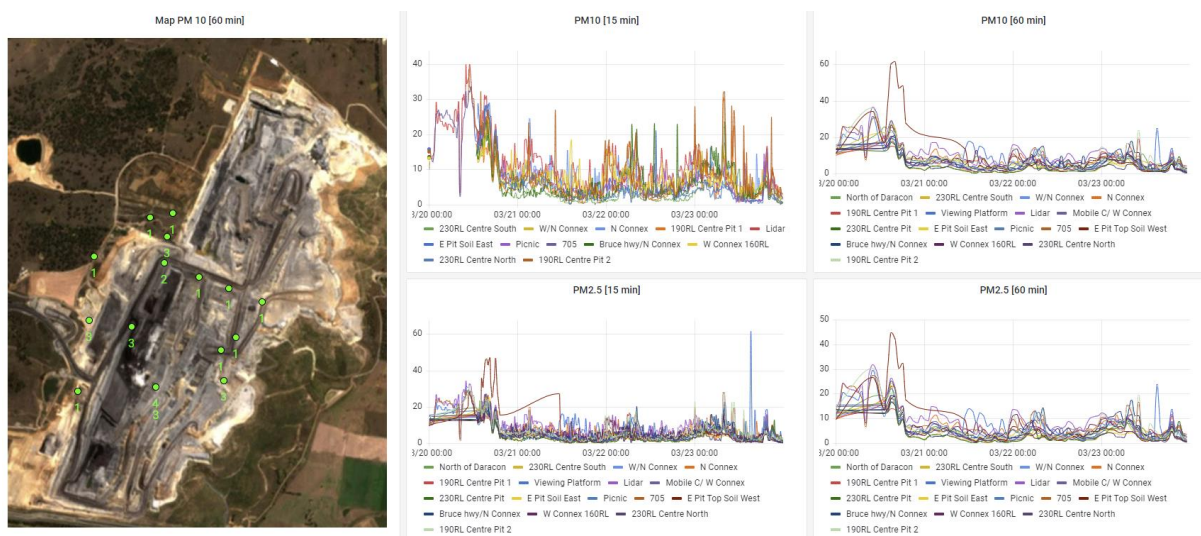 Map PM 10 [60 min]
1
1
3
2
1
1
1
1
3
3
1
1
3
1
4
3
PM10 [15 min]
40
30
20
10
0
3/20 00:00 03/21 00:00 03/22 00:00 03/23 00:00
230RL Centre South W/N Connex N Connex 190RL Centre Pit 1 Lidar
E Pit Soil East Picnic 705 Bruce hwy/N Connex W Connex 160RL
230RL Centre North 190RL Centre Pit 2
PM10 [60 min]
60
40
20
0
3/20 00:00 03/21 00:00 03/22 00:00 03/23 00:00
North of Daracon 230RL Centre South W/N Connex N Connex
190RL Centre Pit 1 Viewing Platform Lidar Mobile C/ W Connex
230RL Centre Pit E Pit Soil East Picnic 705 E Pit Top Soil West
Bruce hwy/N Connex W Connex 160RL 230RL Centre North
190RL Centre Pit 2
PM2.5 [15 min]
60
40
20
0
3/20 00:00 03/21 00:00 03/22 00:00 03/23 00:00
North of Daracon 230RL Centre South W/N Connex N Connex
190RL Centre Pit 1 Viewing Platform Lidar Mobile C/ W Connex
230RL Centre Pit E Pit Soil East Picnic 705 E Pit Top Soil West
Bruce hwy/N Connex W Connex 160RL 230RL Centre North
190RL Centre Pit 2
PM2.5 [60 min]
50
40
30
20
10
0
3/20 00:00 03/21 00:00 03/22 00:00 03/23 00:00
North of Daracon 230RL Centre South W/N Connex N Connex
190RL Centre Pit 1 Viewing Platform Lidar Mobile C/ W Connex
230RL Centre Pit E Pit Soil East Picnic 705 E Pit Top Soil West
Bruce hwy/N Connex W Connex 160RL 230RL Centre North
190RL Centre Pit 2